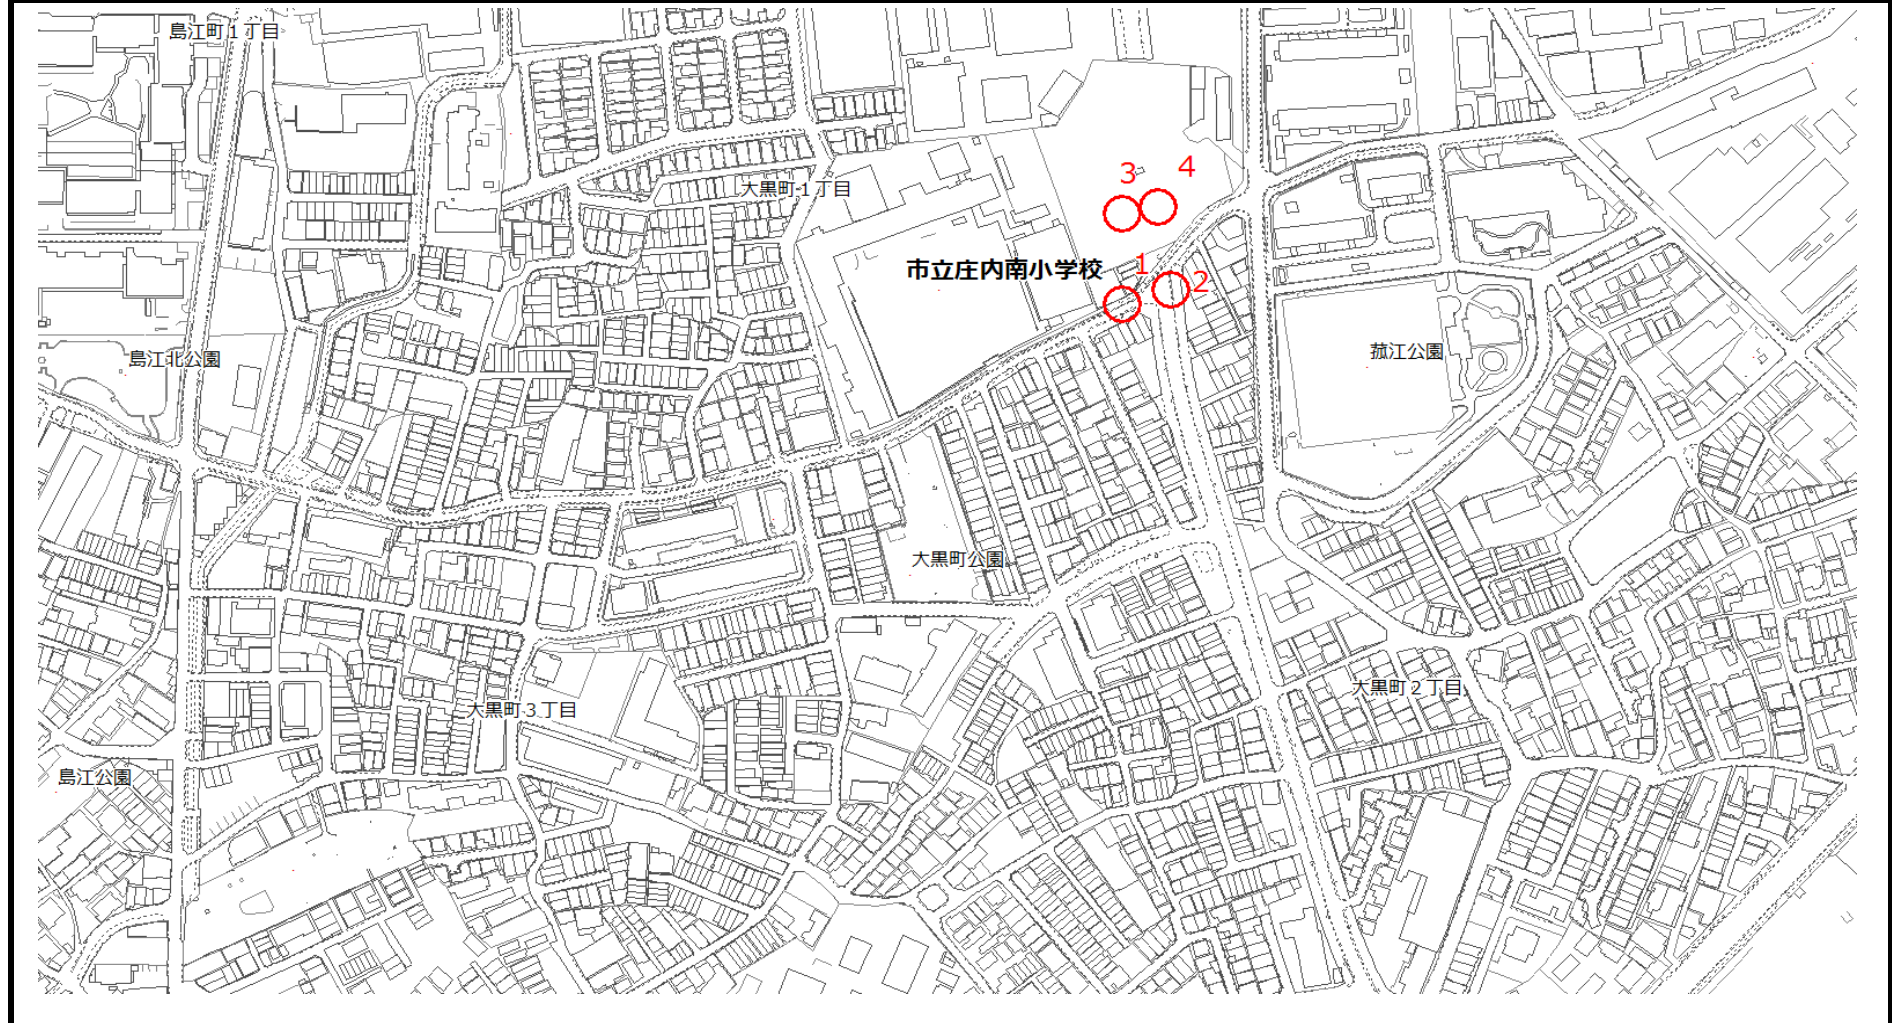 島江町1丁目
大黒町1丁目
3
4
市立庄内南小学校
1
2
島江北公園
菰江公園
大黒町公園
大黒町2丁目
大黒町3丁目
島江公園